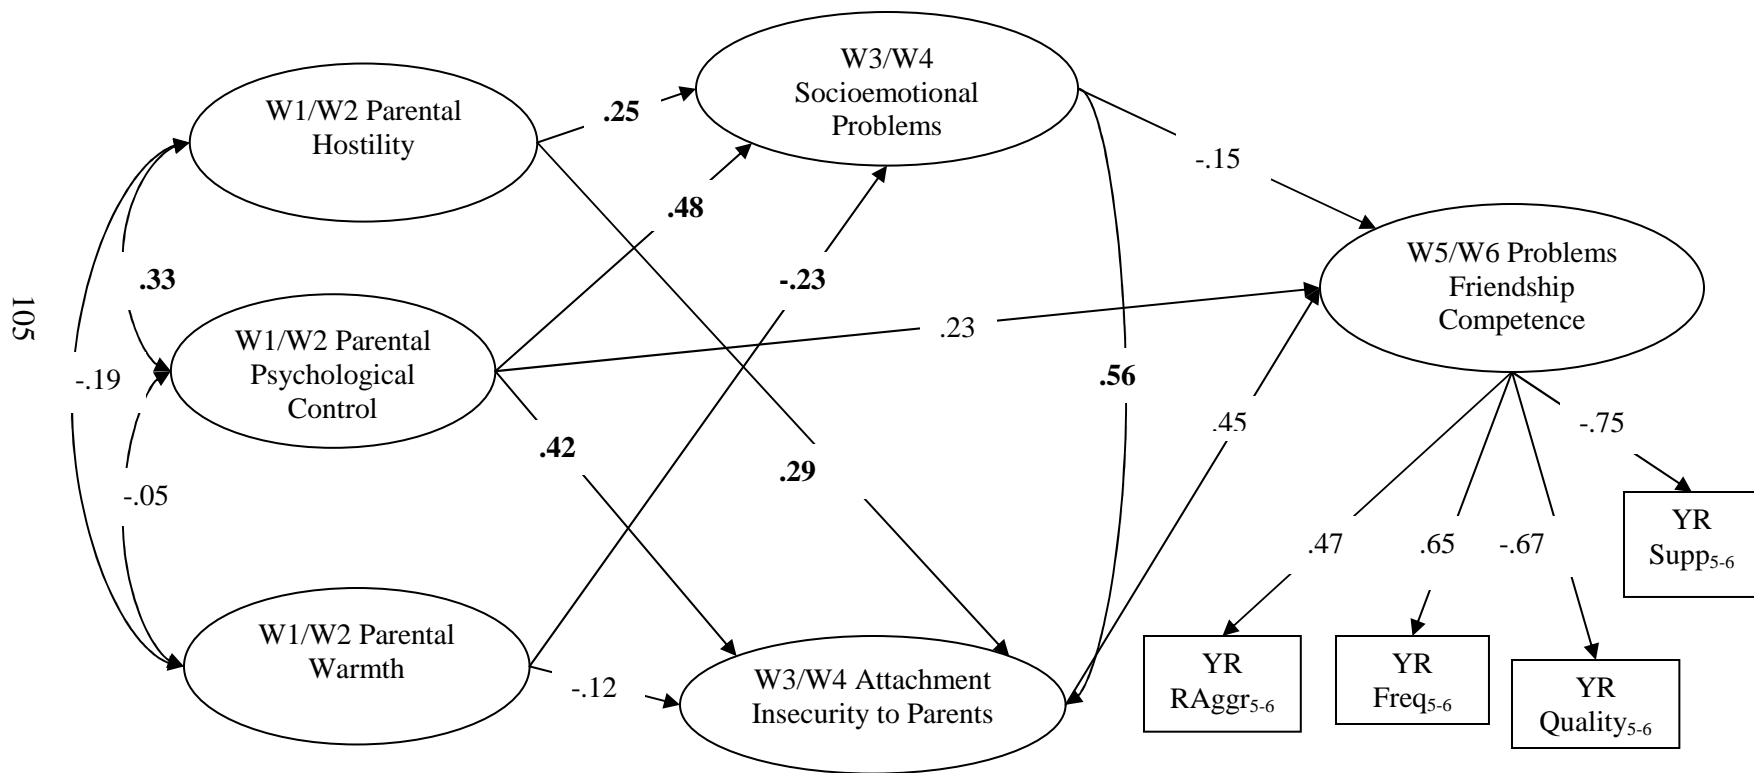 W1/W2 Parental
Hostility
W3/W4
Socioemotional
Problems
.25
-.15
.48
W5/W6 Problems
Friendship
Competence
.33
-.23
105
W1/W2 Parental
Psychological
Control
.23
-.19
.56
.42
.29
.45
-.75
-.05
.47
.65
-.67
YR
Supp5-6
W1/W2 Parental
Warmth
-.12
W3/W4 Attachment
Insecurity to Parents
YR
RAggr5-6
YR
Freq5-6
YR
Quality5-6